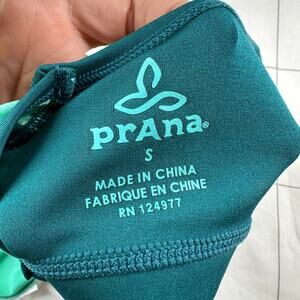 prAna®
S
MADE IN CHINA
FABRIQUE EN CHINE
RN 124977